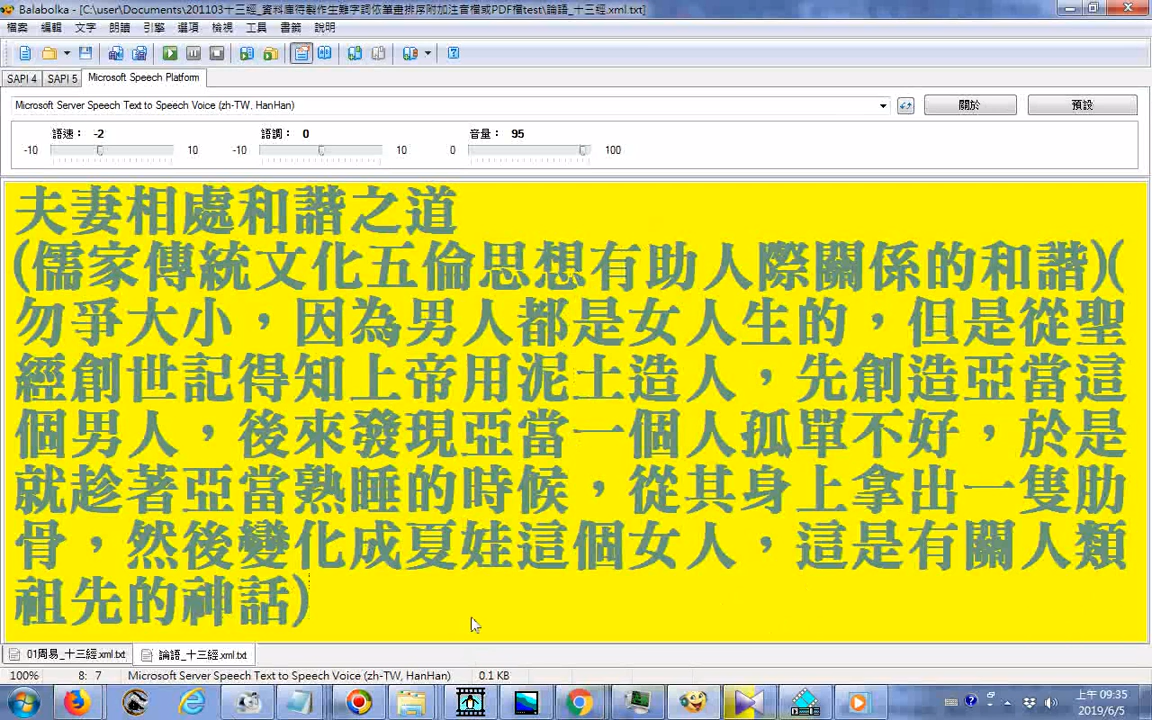 Balabolka - [C:\user\Documents\201103十三經_資料庫待製作生難字詞依筆畫排序附加注音檔或PDF檔test\論語_十三經.xml.txt]
檔案 編輯 文字 朗讀 引擎 選項 檢視 工具 書籤 說明
SAPI 4 SAPI 5 Microsoft Speech Platform
Microsoft Server Speech Text to Speech Voice (zh-TW, HanHan) 關於 預設
語速： -2 語調： 0 音量： 95
-10 10 -10 10 0 100
夫妻相處和諧之道
(儒家傳統文化五倫思想有助人際關係的和諧)(
勿爭大小，因為男人都是女人生的，但是從聖
經創世記得知上帝用泥土造人，先創造亞當這
個男人，後來發現亞當一個人孤單不好，於是
就趁著亞當熟睡的時候，從其身上拿出一隻肋
骨，然後變化成夏娃這個女人，這是有關人類
祖先的神話)
01周易_十三經.xml.txt 論語_十三經.xml.txt
100% 8: 7 Microsoft Server Speech Text to Speech Voice (zh-TW, HanHan) 0.1 KB
上午 09:35
2019/6/5